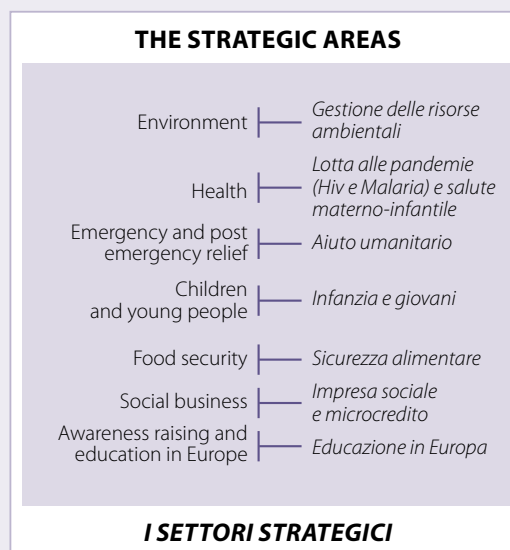 THE STRATEGIC AREAS
Environment
Gestione delle risorse
ambientali
Health
Lotta alle pandemie
(Hiv e Malaria) e salute
materno-infantile
Emergency and post
emergency relief
Aiuto umanitario
Children
and young people
Infanzia e giovani
Food security
Sicurezza alimentare
Social business
Impresa sociale
e microcredito
Awareness raising and
education in Europe
Educazione in Europa
I SETTORI STRATEGICI